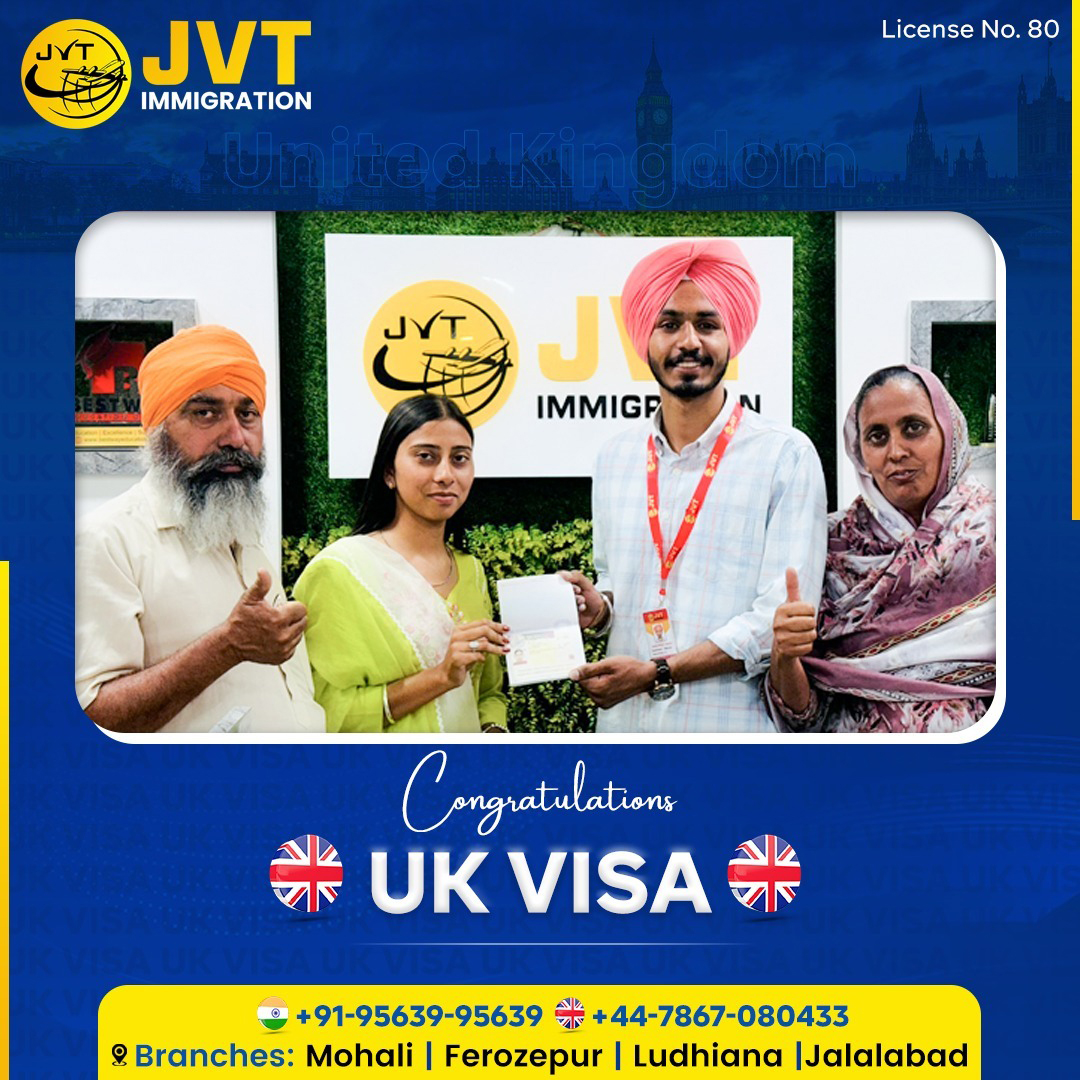 JVT
JVT
IMMIGRATION
License No. 80
United Kingdom
JVT
Congratulations
UK VISA
+91-95639-95639 +44-7867-080433
Branches: Mohali | Ferozepur | Ludhiana |Jalalabad